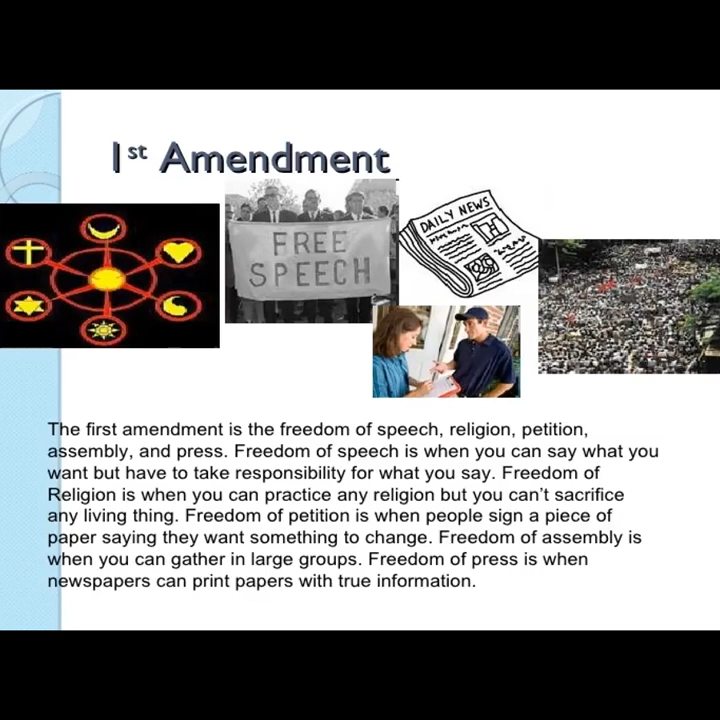 1st Amendment
FREE
SPEECH
DAILY NEWS
The first amendment is the freedom of speech, religion, petition,
assembly, and press. Freedom of speech is when you can say what you
want but have to take responsibility for what you say. Freedom of
Religion is when you can practice any religion but you can't sacrifice
any living thing. Freedom of petition is when people sign a piece of
paper saying they want something to change. Freedom of assembly is
when you can gather in large groups. Freedom of press is when
newspapers can print papers with true information.